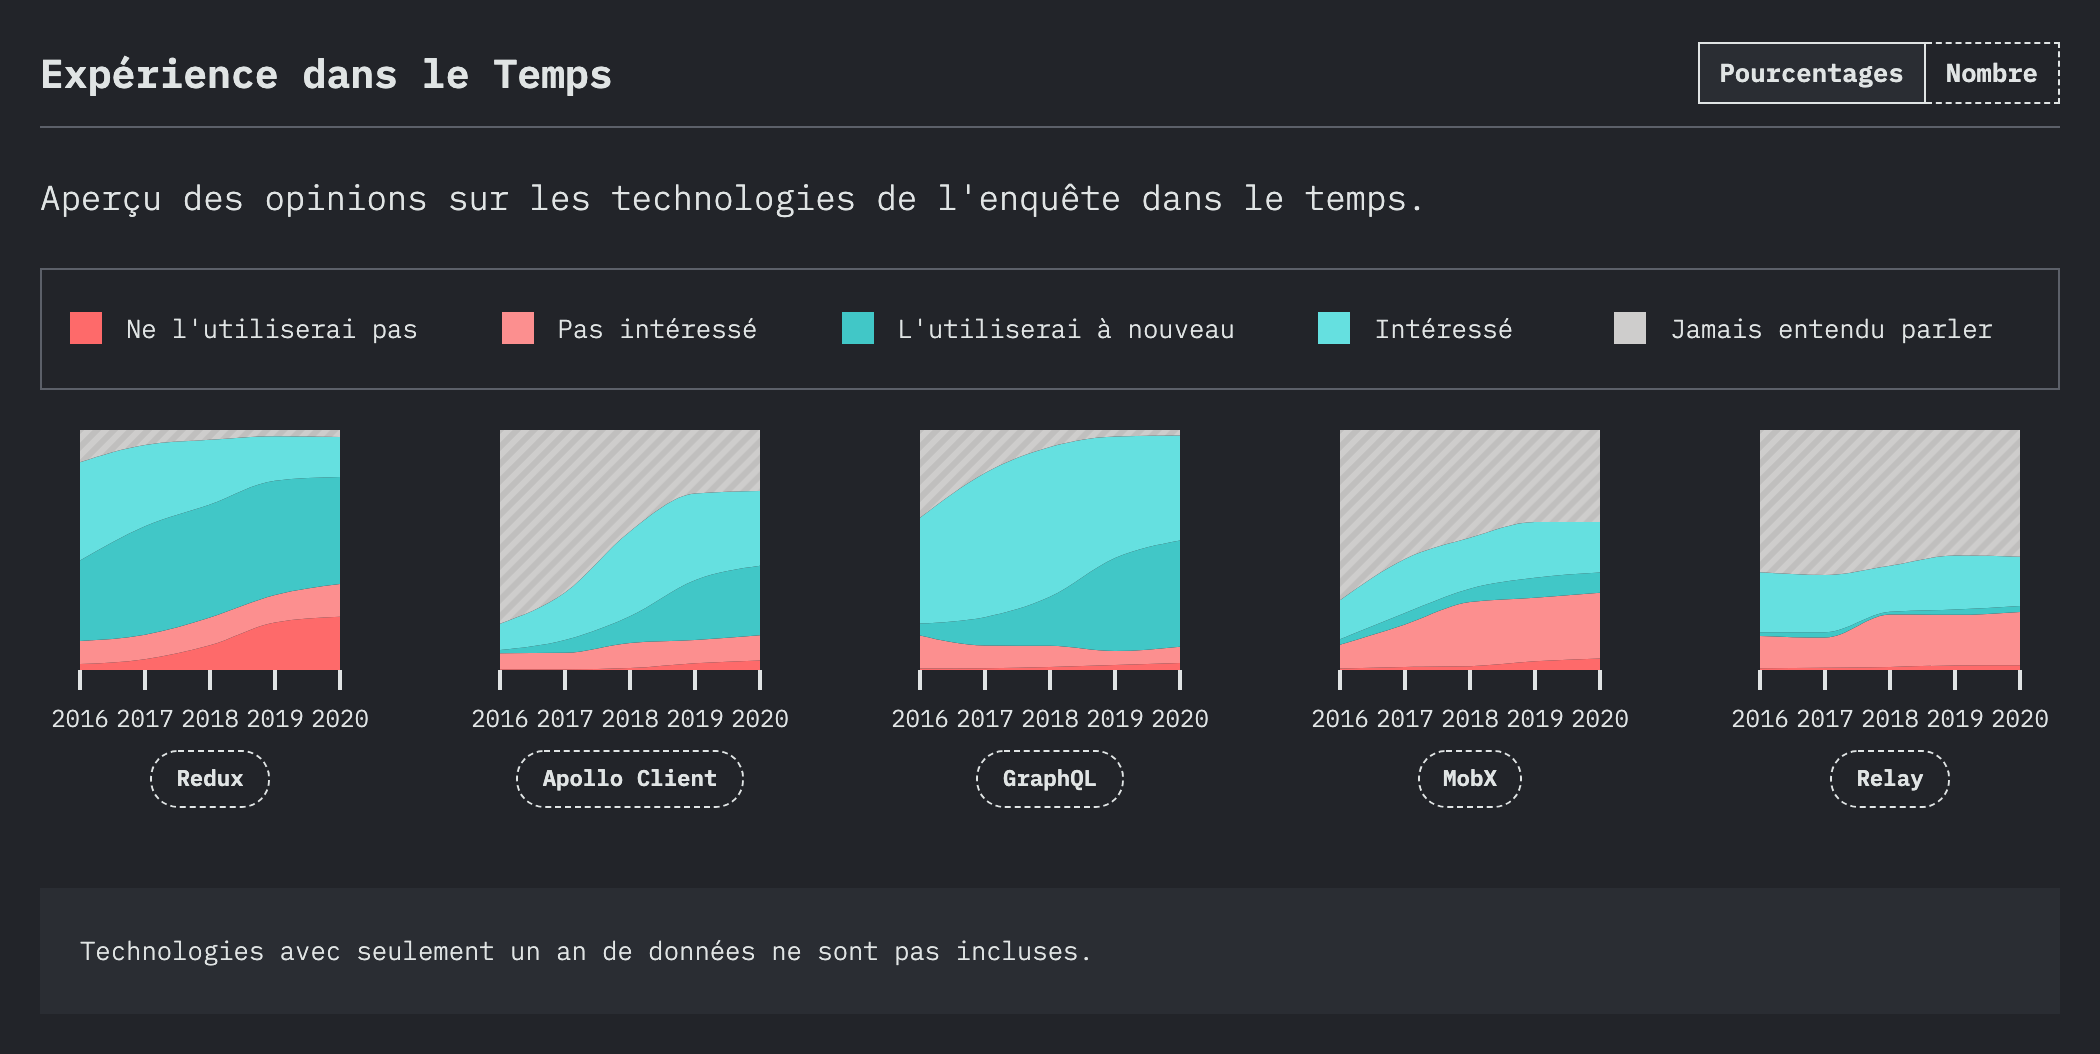 Expérience dans le Temps
Pourcentages Nombre
Aperçu des opinions sur les technologies de l'enquête dans le temps.
Ne l'utiliserai pas Pas intéressé L'utiliserai à nouveau Intéressé Jamais entendu parler
2016 2017 2018 2019 2020 2016 2017 2018 2019 2020 2016 2017 2018 2019 2020 2016 2017 2018 2019 2020 2016 2017 2018 2019 2020
Redux Apollo Client GraphQL MobX Relay
Technologies avec seulement un an de données ne sont pas incluses.